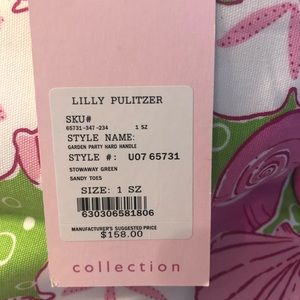 LILLY PULITZER
SKU#
65731-347-234 1 SZ
STYLE NAME:
GARDEN PARTY HARD HANDLE
STYLE #: U07 65731
STOWAWAY GREEN
SANDY TOES
SIZE: 1 SZ
630306581806
MANUFACTURER'S SUGGESTED PRICE
$158.00
collection